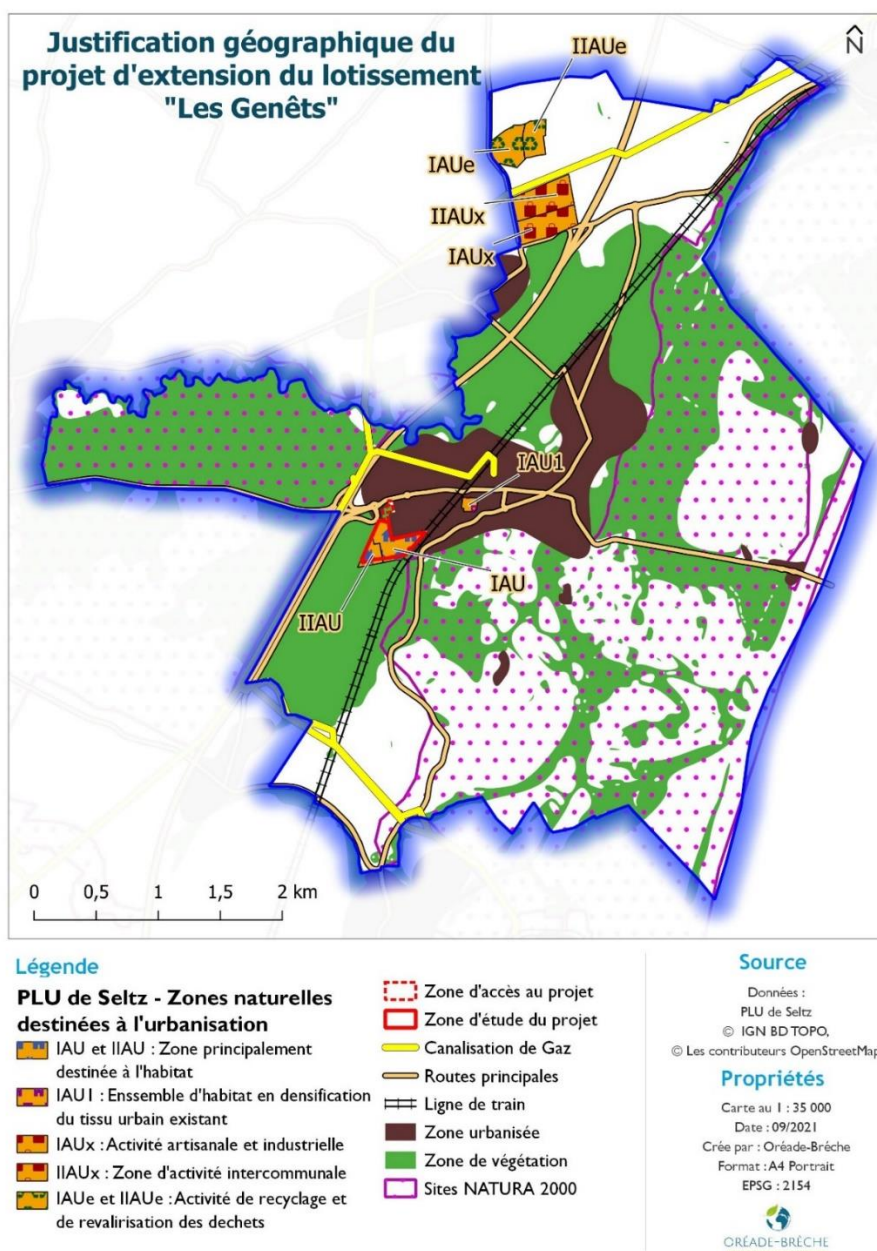 Justification géographique du
projet d'extension du lotissement
"Les Genêts"
N
IIAUe
IAUe
IIAUx
IAUx
IAU1
IAU
IIAU
0 0,5 1 1,5 2 km
Légende
PLU de Seltz - Zones naturelles
destinées à l'urbanisation
IAU et IIAU : Zone principalement
destinée à l'habitat
IAU1 : Enssemble d'habitat en densification
du tissu urbain existant
IAUx : Activité artisanale et industrielle
IIAUx : Zone d'activité intercommunale
IAUe et IIAUe : Activité de recyclage et
de revalirisation des dechets
Zone d'accès au projet
Zone d'étude du projet
Canalisation de Gaz
Routes principales
Ligne de train
Zone urbanisée
Zone de végétation
Sites NATURA 2000
Source
Données :
PLU de Seltz
© IGN BD TOPO,
© Les contributeurs OpenStreetMap
Propriétés
Carte au 1 : 35 000
Date : 09/2021
Crée par : Oréade-Brèche
Format : A4 Portrait
EPSG : 2154
ORÉADE-BRÈCHE